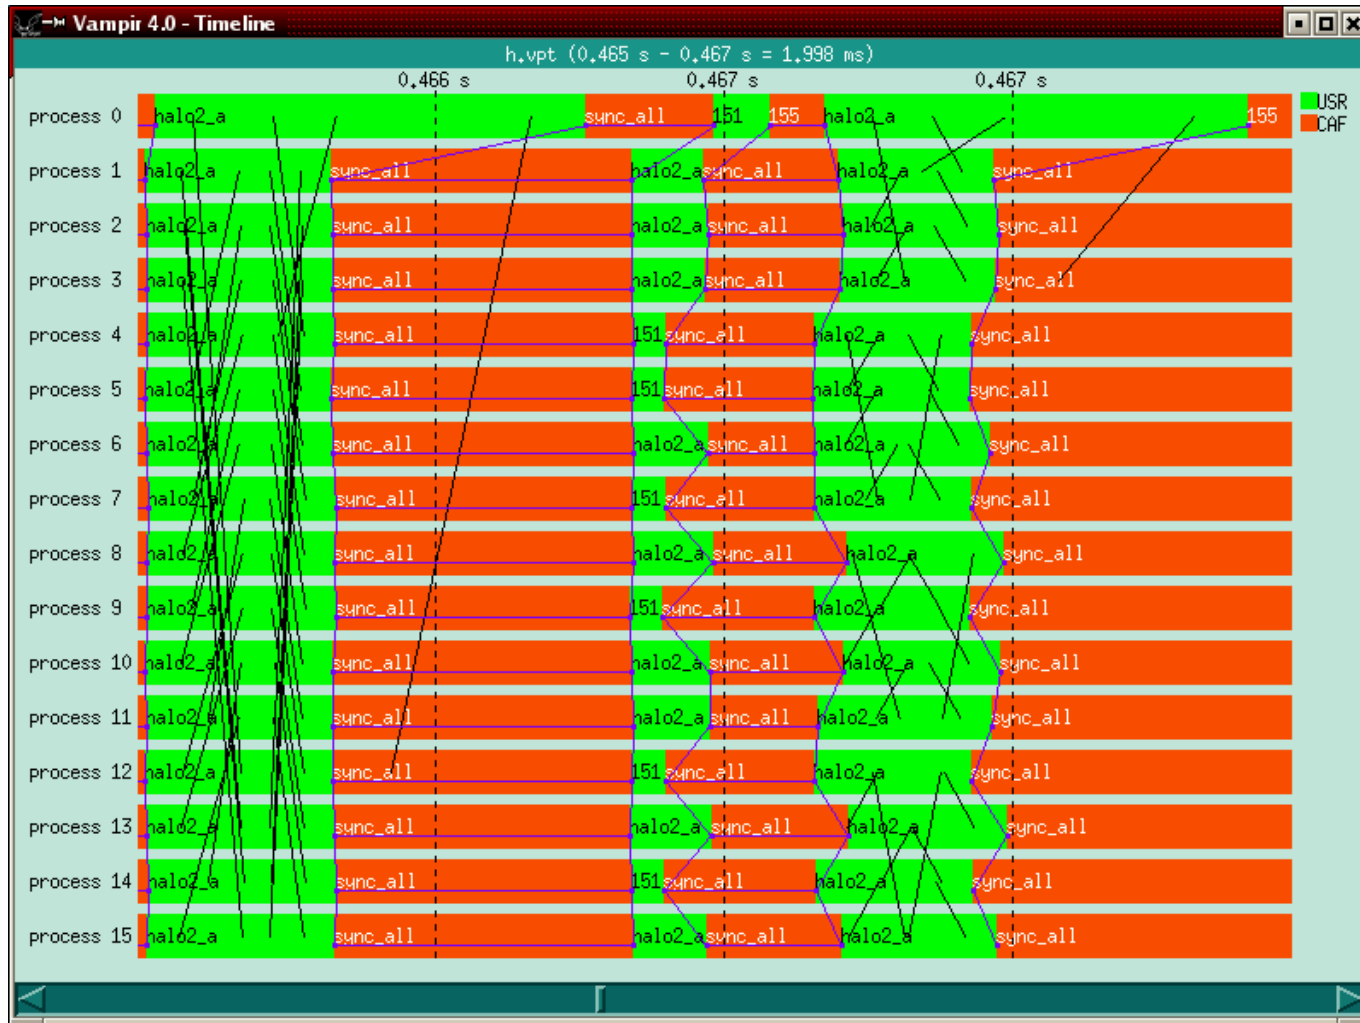 Vampir 4.0 - Timeline
h.vpt (0.465 s - 0.467 s = 1.998 ms)
0.466 s 0.467 s 0.467 s
process 0 halo2_a sync_all 151 155 halo2_a 155 USR
CAF
process 1 halo2_a sync_all halo2_a sync_all halo2_a sync_all
process 2 halo2_a sync_all halo2_a sync_all halo2_a sync_all
process 3 halo2_a sync_all halo2_a sync_all halo2_a sync_all
process 4 halo2_a sync_all 151 sync_all halo2_a sync_all
process 5 halo2_a sync_all 151 sync_all halo2_a sync_all
process 6 halo2_a sync_all halo2_a sync_all halo2_a sync_all
process 7 halo2_a sync_all 151 sync_all halo2_a sync_all
process 8 halo2_a sync_all halo2_a sync_all halo2_a sync_all
process 9 halo2_a sync_all 151 sync_all halo2_a sync_all
process 10 halo2_a sync_all halo2_a sync_all halo2_a sync_all
process 11 halo2_a sync_all halo2_a sync_all halo2_a sync_all
process 12 halo2_a sync_all 151 sync_all halo2_a sync_all
process 13 halo2_a sync_all halo2_a sync_all halo2_a sync_all
process 14 halo2_a sync_all 151 sync_all halo2_a sync_all
process 15 halo2_a sync_all halo2_a sync_all halo2_a sync_all